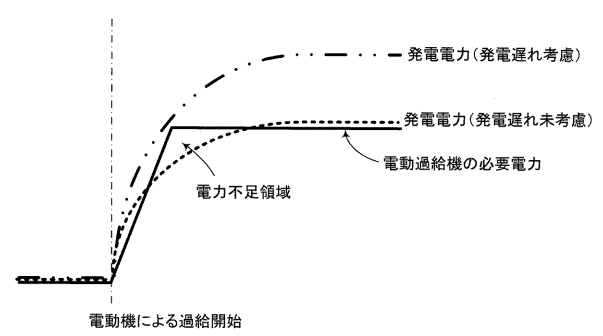 発電電力(発電遅れ考慮)
発電電力(発電遅れ未考慮)
電動過給機の必要電力
電力不足領域
電動機による過給開始